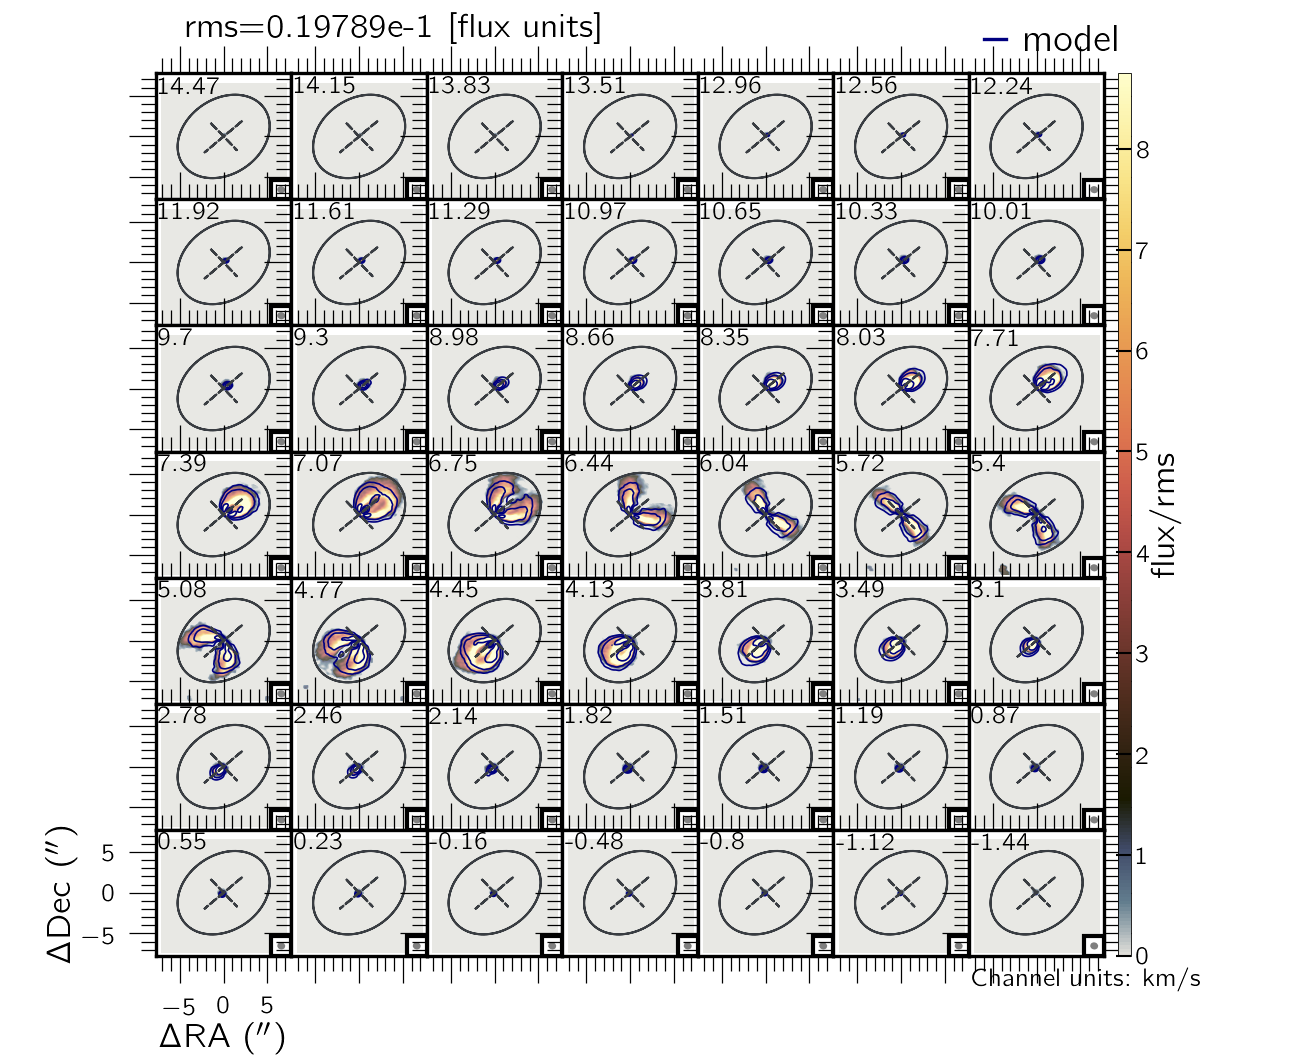 rms=0.19789e-1 [flux units]
model
14.47 14.15 13.83 13.51 12.96 12.56 12.24
11.92 11.61 11.29 10.97 10.65 10.33 10.01
9.7 9.3 8.98 8.66 8.35 8.03 7.71
7.39 7.07 6.75 6.44 6.04 5.72 5.4
5.08 4.77 4.45 4.13 3.81 3.49 3.1
2.78 2.46 2.14 1.82 1.51 1.19 0.87
0.55 0.23 -0.16 -0.48 -0.8 -1.12 -1.44
8
7
6
5
4
3
2
1
0
flux/rms
Channel units: km/s
5
0
−5
ΔDec (″)
−5 0 5
ΔRA (″)